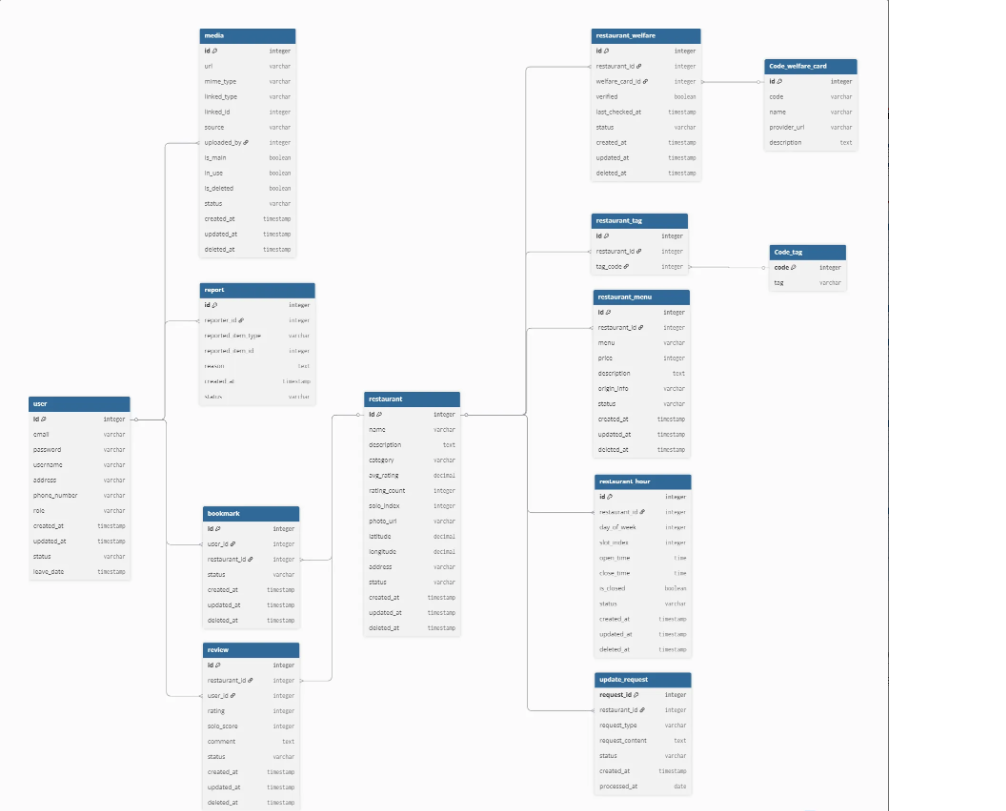 media
id integer
url varchar
mime_type varchar
linked_type varchar
linked_id integer
source varchar
uploaded_by integer
is_main boolean
in_use boolean
is_deleted boolean
status varchar
created_at timestamp
updated_at timestamp
deleted_at timestamp
report
id integer
reporter_id integer
reported_item_type varchar
reported_item_id integer
reason text
created_at timestamp
status varchar
user
id integer
email varchar
password varchar
username varchar
address varchar
phone_number varchar
role varchar
created_at timestamp
updated_at timestamp
status varchar
leave_date timestamp
bookmark
id integer
user_id integer
restaurant_id integer
status varchar
created_at timestamp
updated_at timestamp
deleted_at timestamp
review
id integer
restaurant_id integer
user_id integer
rating integer
solo_score integer
comment text
status varchar
created_at timestamp
updated_at timestamp
deleted_at timestamp
restaurant
id integer
name varchar
description text
category varchar
avg_rating decimal
rating_count integer
solo_index integer
photo_url varchar
latitude decimal
longitude decimal
address varchar
status varchar
created_at timestamp
updated_at timestamp
deleted_at timestamp
restaurant_welfare
id integer
restaurant_id integer
welfare_card_id integer
verified boolean
last_checked_at timestamp
status varchar
created_at timestamp
updated_at timestamp
deleted_at timestamp
Code_welfare_card
id integer
code varchar
name varchar
provider_url varchar
description text
restaurant_tag
id integer
restaurant_id integer
tag_code integer
Code_tag
code integer
tag varchar
restaurant_menu
id integer
restaurant_id integer
menu varchar
price integer
description text
origin_info varchar
status varchar
created_at timestamp
updated_at timestamp
deleted_at timestamp
restaurant_hour
id integer
restaurant_id integer
day_of_week integer
slot_index integer
open_time time
close_time time
is_closed boolean
status varchar
created_at timestamp
updated_at timestamp
deleted_at timestamp
update_request
request_id integer
restaurant_id integer
request_type varchar
request_content text
status varchar
created_at timestamp
processed_at date